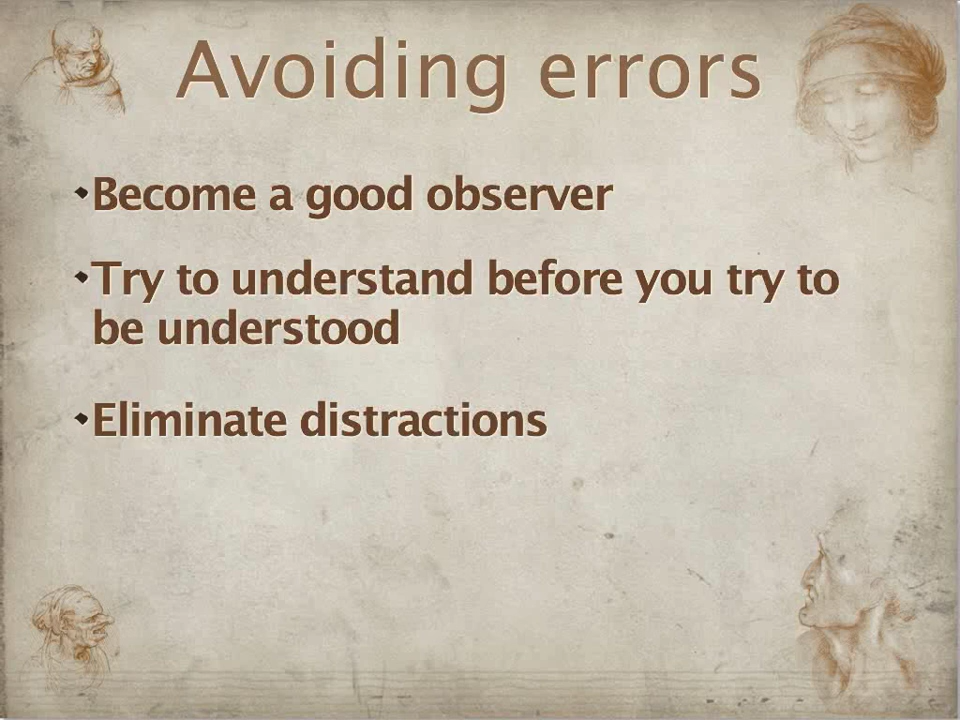 Avoiding errors
Become a good observer
Try to understand before you try to
be understood
Eliminate distractions